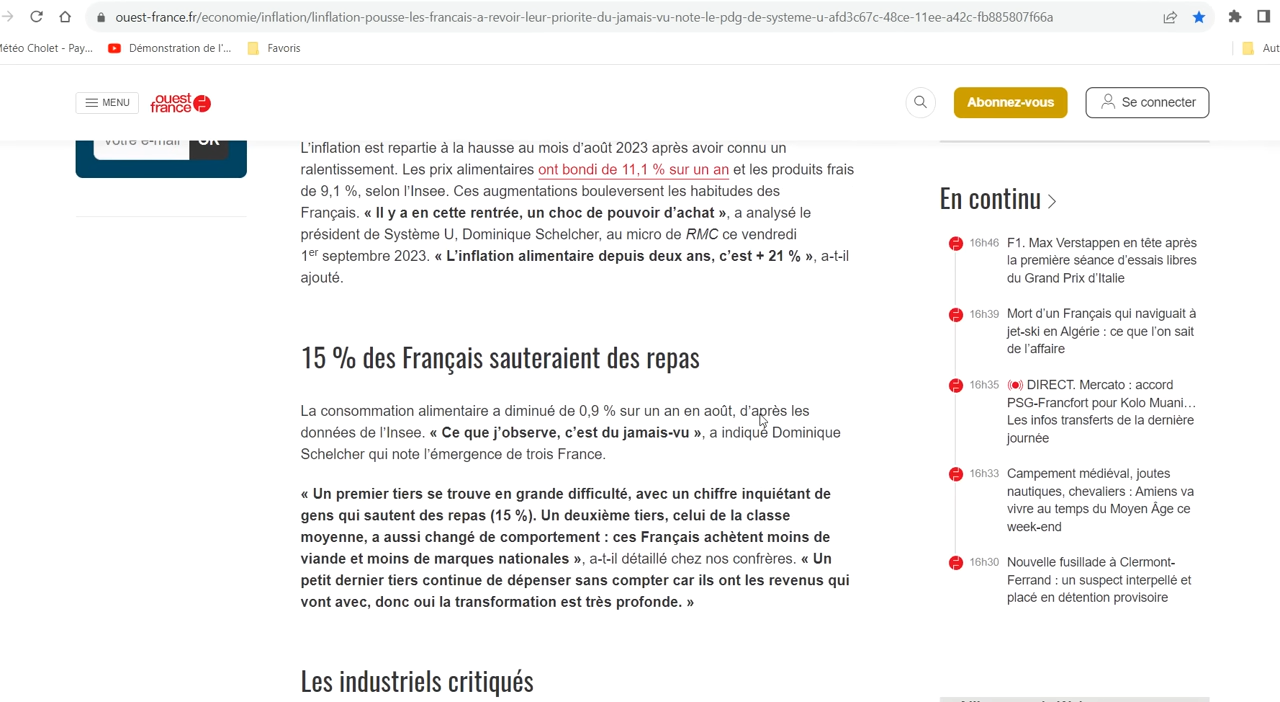 ouest-france.fr/economie/inflation/linflation-pousse-les-francais-a-revoir-leur-priorite-du-jamais-vu-note-le-pdg-de-systeme-u-afd3c67c-48ce-11ee-a42c-fb885807f66a
étéo Cholet - Pay...
Démonstration de l'...
Favoris
Aut
MENU
ouest
france
Abonnez-vous
Se connecter
Votre e-mail
OK
L’inflation est repartie à la hausse au mois d’août 2023 après avoir connu un
ralentissement. Les prix alimentaires ont bondi de 11,1 % sur un an et les produits frais
de 9,1 %, selon l’Insee. Ces augmentations bouleversent les habitudes des
Français. « Il y a en cette rentrée, un choc de pouvoir d’achat », a analysé le
président de Système U, Dominique Schelcher, au micro de RMC ce vendredi
1er septembre 2023. « L’inflation alimentaire depuis deux ans, c’est + 21 % », a-t-il
ajouté.
15 % des Français sauteraient des repas
La consommation alimentaire a diminué de 0,9 % sur un an en août, d’après les
données de l’Insee. « Ce que j’observe, c’est du jamais-vu », a indiqué Dominique
Schelcher qui note l’émergence de trois France.
« Un premier tiers se trouve en grande difficulté, avec un chiffre inquiétant de
gens qui sautent des repas (15 %). Un deuxième tiers, celui de la classe
moyenne, a aussi changé de comportement : ces Français achètent moins de
viande et moins de marques nationales », a-t-il détaillé chez nos confrères. « Un
petit dernier tiers continue de dépenser sans compter car ils ont les revenus qui
vont avec, donc oui la transformation est très profonde. »
Les industriels critiqués
En continu
16h46 F1. Max Verstappen en tête après
la première séance d’essais libres
du Grand Prix d’Italie
16h39 Mort d’un Français qui naviguait à
jet-ski en Algérie : ce que l’on sait
de l’affaire
16h35 DIRECT. Mercato : accord
PSG-Francfort pour Kolo Muani…
Les infos transferts de la dernière
journée
16h33 Campement médiéval, joutes
nautiques, chevaliers : Amiens va
vivre au temps du Moyen Âge ce
week-end
16h30 Nouvelle fusillade à Clermont-
Ferrand : un suspect interpellé et
placé en détention provisoire